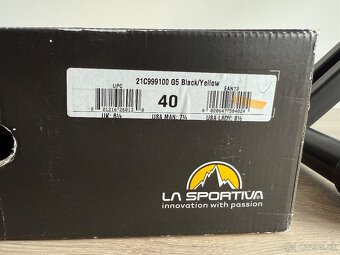 21C999100 G5 Black/Yellow
UPC
EAN13
40
UK: 6½
USA MAN: 7½
USA LADY: 8½
LA SPORTIVA
innovation with passion